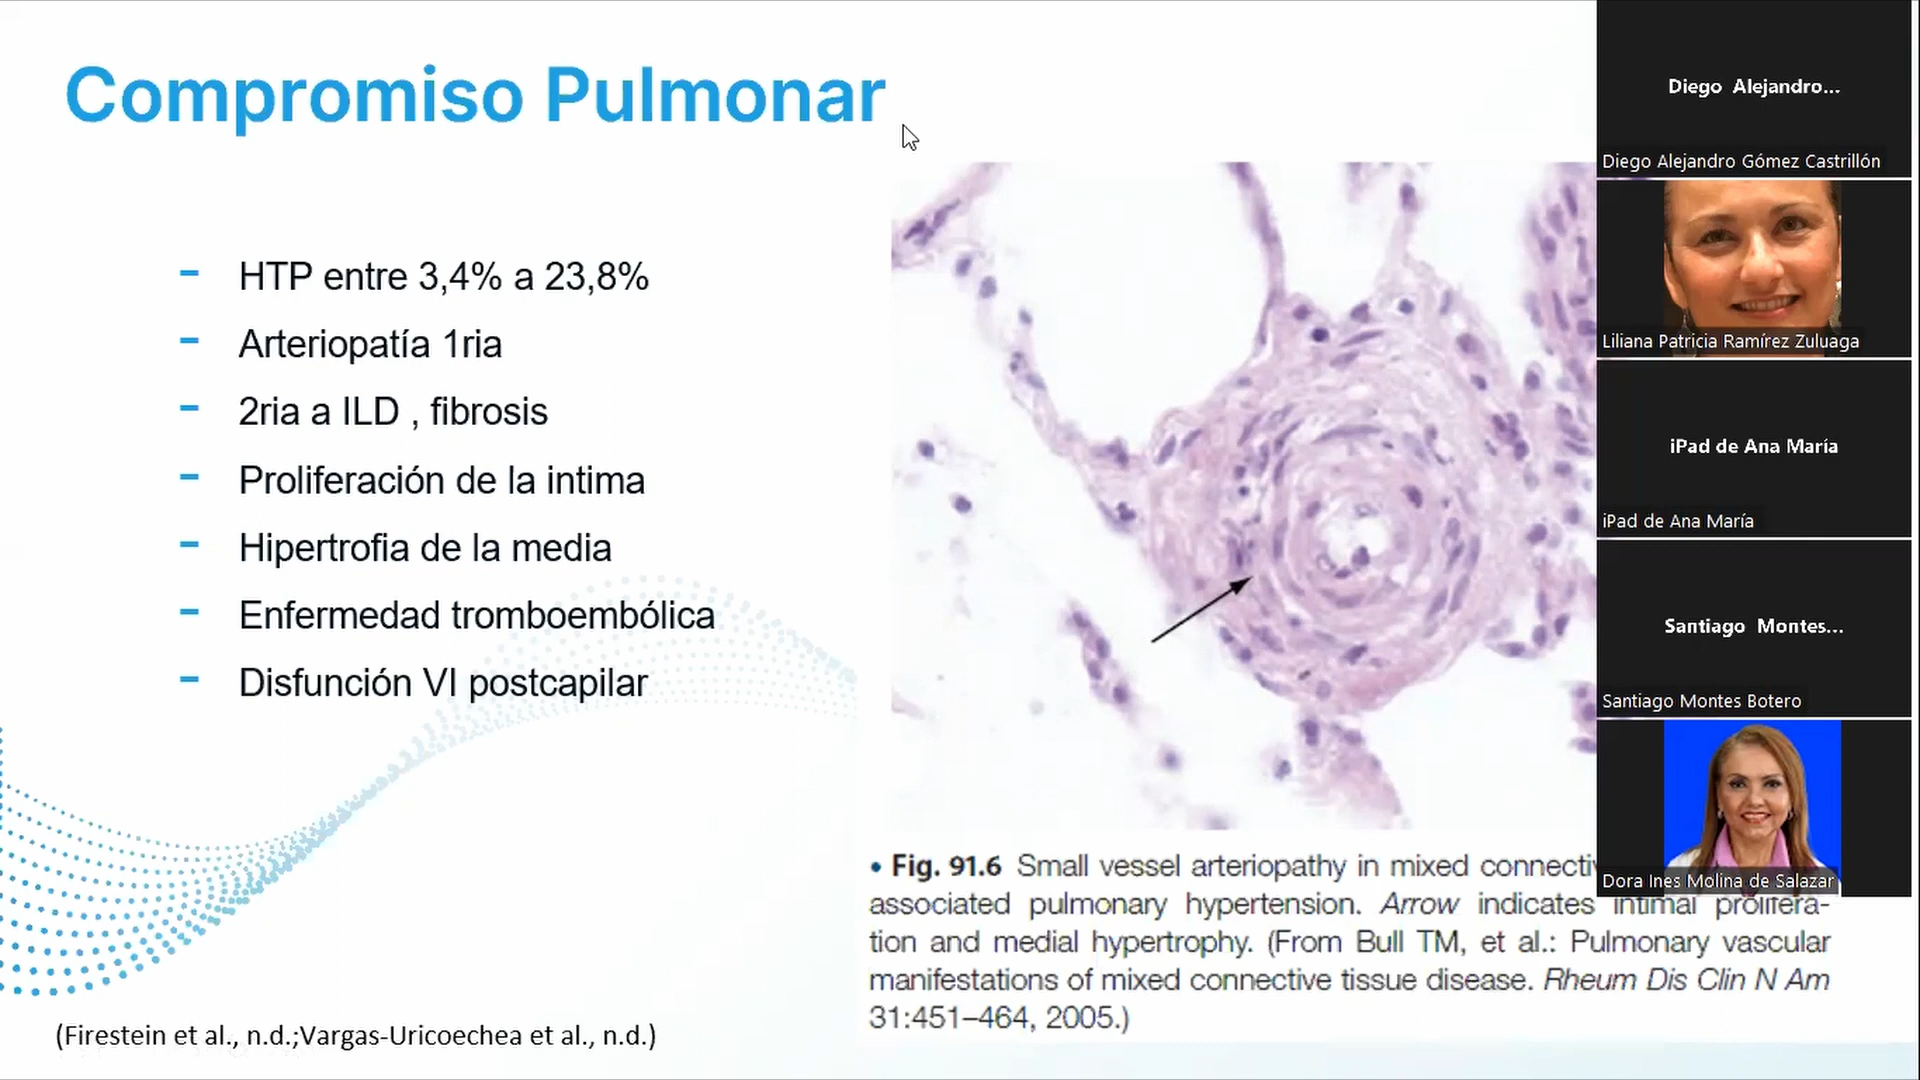 Compromiso Pulmonar
- HTP entre 3,4% a 23,8%
- Arteriopatía 1ria
- 2ria a ILD , fibrosis
- Proliferación de la intima
- Hipertrofia de la media
- Enfermedad tromboembólica
- Disfunción VI postcapilar
(Firestein et al., n.d.;Vargas-Uricoechea et al., n.d.)
• Fig. 91.6 Small vessel arteriopathy in mixed
associated pulmonary hypertension. Arrow indicates intimal prolifera-
tion and medial hypertrophy. (From Bull TM, et al.: Pulmonary vascular
manifestations of mixed connective tissue disease. Rheum Dis Clin N Am
31:451–464, 2005.)
Diego Alejandro...
Diego Alejandro Gómez Castrillón
Liliana Patricia Ramírez Zuluaga
iPad de Ana María
iPad de Ana María
Santiago Montes...
Santiago Montes Botero
Dora Ines Molina de Salazar